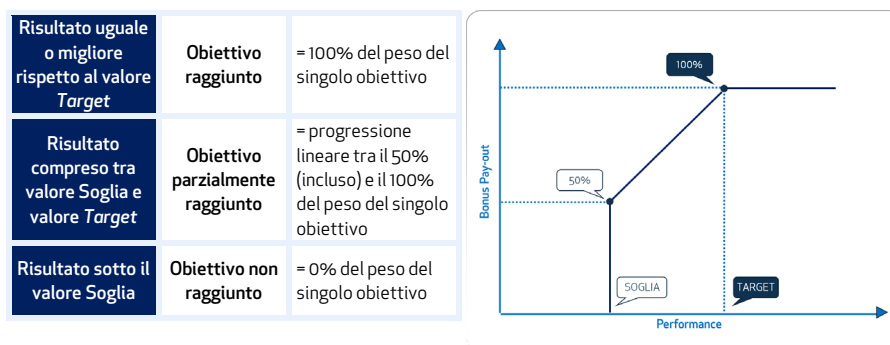 Risultato uguale
o migliore
rispetto al valore
Target
Obiettivo
raggiunto
= 100% del peso del
singolo obiettivo
Risultato
compreso tra
valore Soglia e
valore Target
Obiettivo
parzialmente
raggiunto
= progressione
lineare tra il 50%
(incluso) e il 100%
del peso del singolo
obiettivo
Risultato sotto il
valore Soglia
Obiettivo non
raggiunto
= 0% del peso del
singolo obiettivo
100%
50%
SOGLIA
TARGET
Bonus Pay-out
Performance